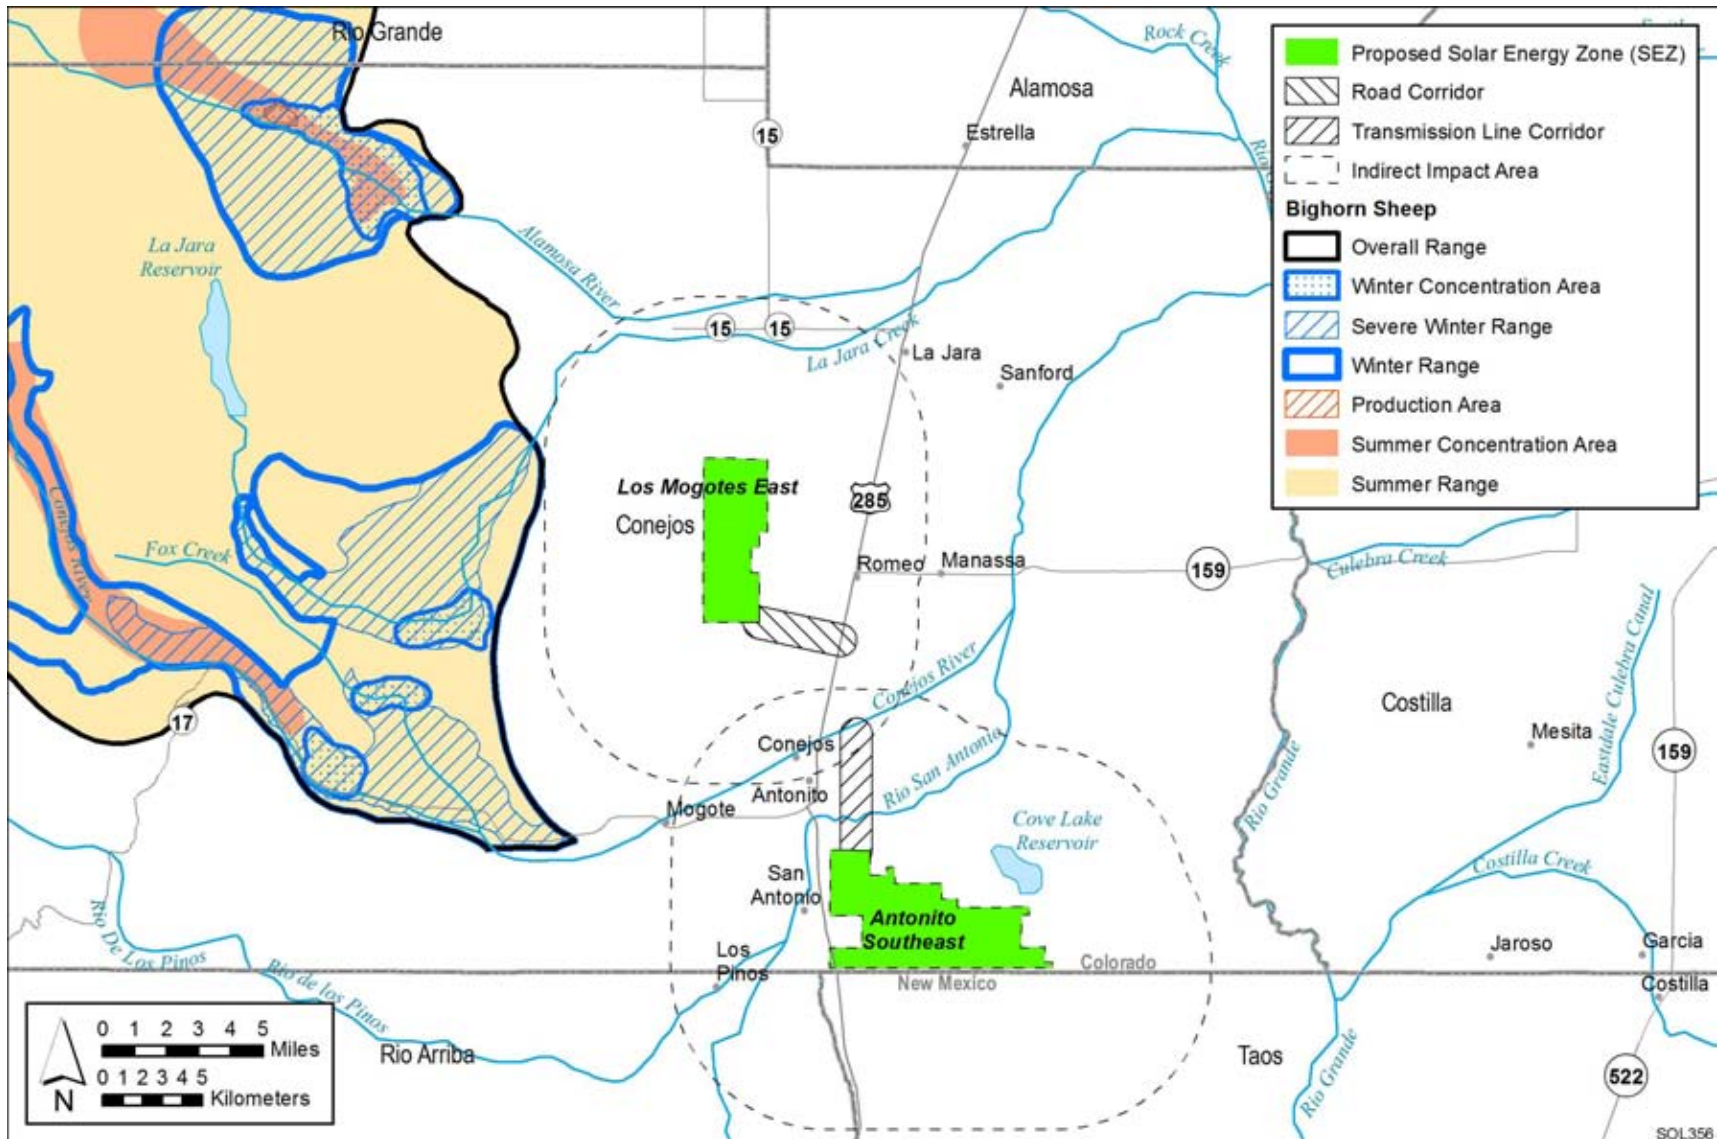 Rio Grande
Rock Creek
Alamosa
15
Estrella
Proposed Solar Energy Zone (SEZ)
Road Corridor
Transmission Line Corridor
Indirect Impact Area
Bighorn Sheep
Overall Range
Winter Concentration Area
Severe Winter Range
Winter Range
Production Area
Summer Concentration Area
Summer Range
La Jara
Reservoir
Alamosa River
15
15
La Jara Creek
La Jara
Sanford
Los Mogotes East
Conejos
285
Conejos River
Fox Creek
Romeo
Manassa
159
Culebra Creek
Eastdale Culebra Canal
Conejos River
Costilla
17
Conejos
Rio San Antonio
Rio Grande
Mesita
159
Antonito
Mogote
Cove Lake
Reservoir
Costilla Creek
San
Antonio
Antonito
Southeast
Rio De Los Pinos
Los
Pinos
Colorado
New Mexico
Jaroso
Garcia
Costilla
Rio de los Pinos
Rio Arriba
Taos
Rio Grande
522
0 1 2 3 4 5
Miles
0 1 2 3 4 5
Kilometers
N
SOL356